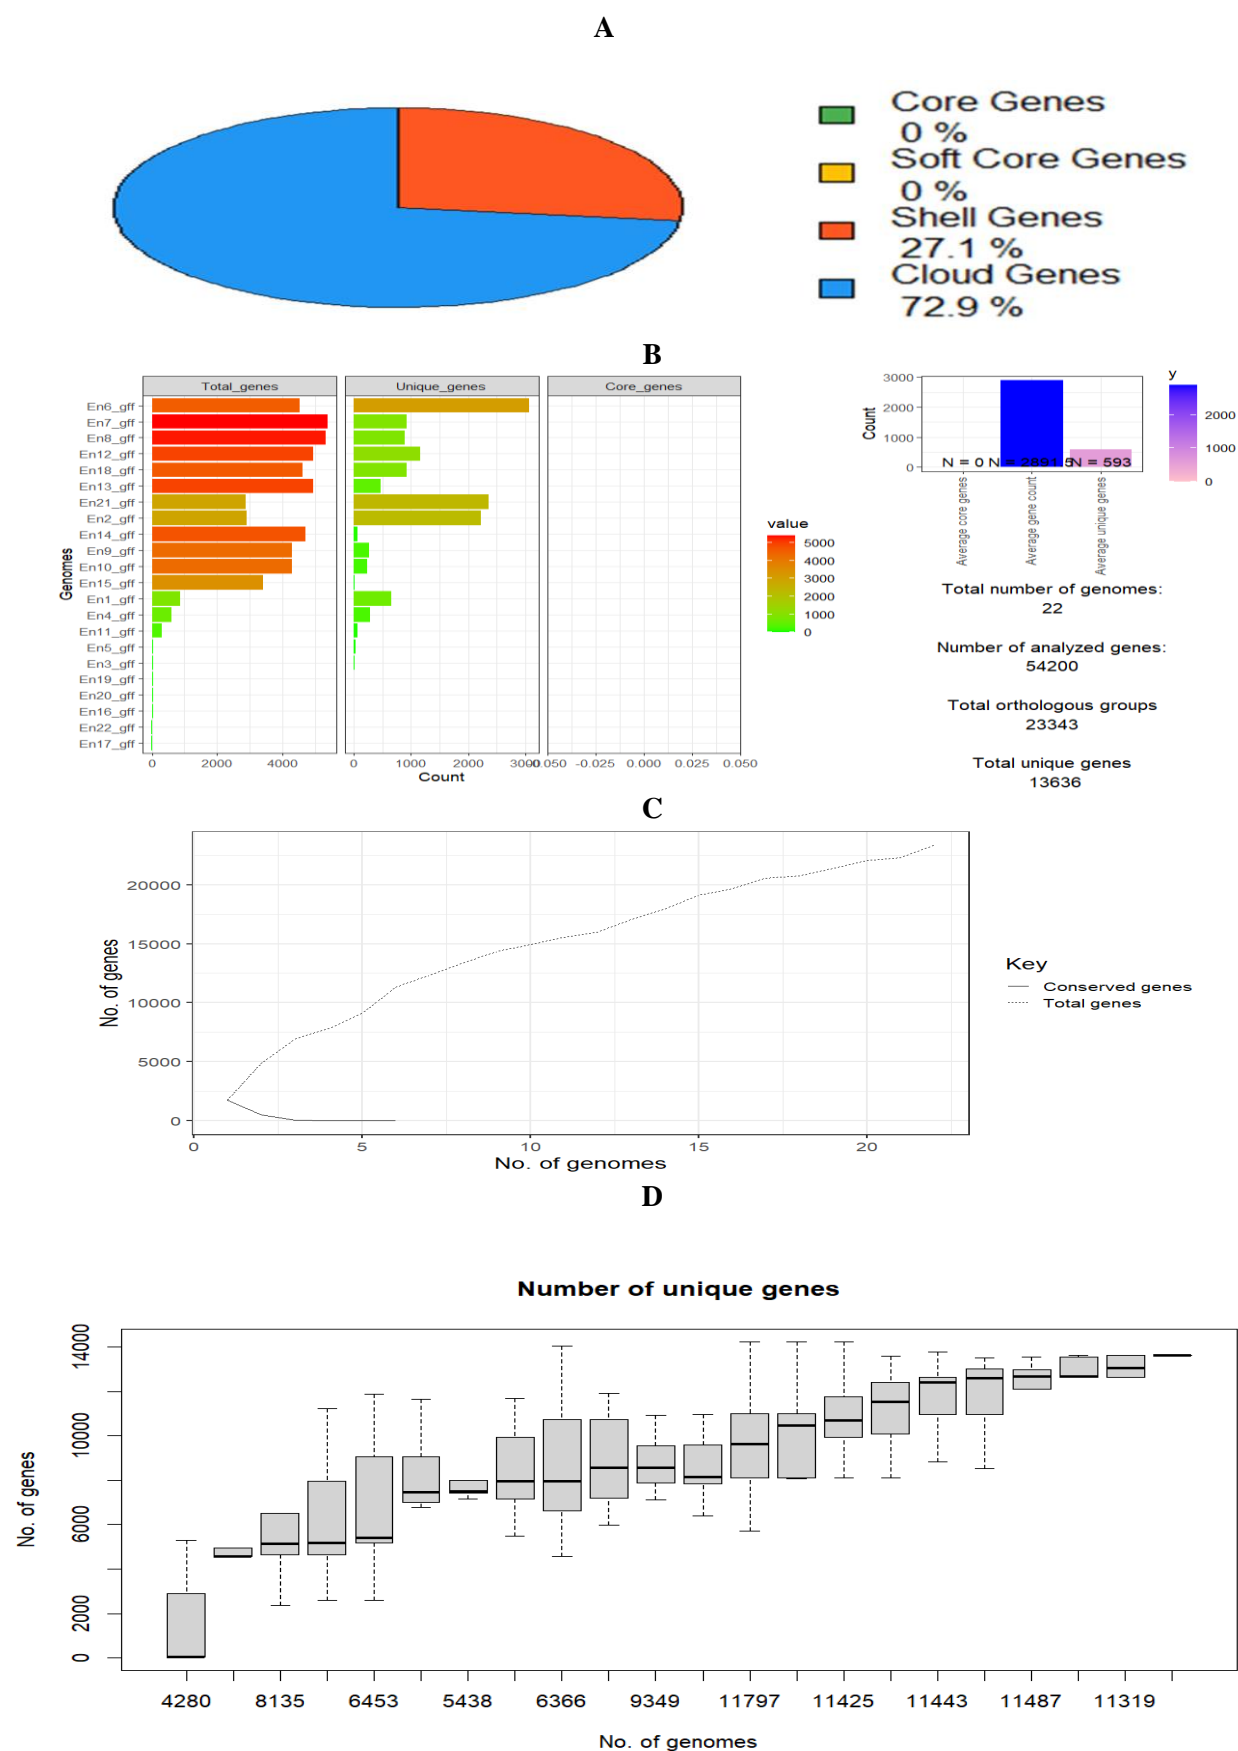 A
Core Genes
0 %
Soft Core Genes
0 %
Shell Genes
27.1 %
Cloud Genes
72.9 %
B
Total_genes Unique_genes Core_genes
Genomes
En6_gff
En7_gff
En8_gff
En12_gff
En18_gff
En13_gff
En21_gff
En2_gff
En14_gff
En9_gff
En10_gff
En15_gff
En1_gff
En4_gff
En11_gff
En5_gff
En3_gff
En19_gff
En20_gff
En16_gff
En22_gff
En17_gff
0 2000 4000 0 1000 2000 3000 -0.050 -0.025 0.000 0.025 0.050
Count
value
5000
4000
3000
2000
1000
0
Count
3000
2000
1000
0
N = 0 N = 2891.5 N = 593
Average core genes
Average gene count
Average unique genes
y
2000
1000
0
Total number of genomes:
22
Number of analyzed genes:
54200
Total orthologous groups
23343
Total unique genes
13636
C
No. of genes
20000
15000
10000
5000
0
0 5 10 15 20
No. of genomes
Key
Conserved genes
Total genes
D
Number of unique genes
No. of genes
14000
10000
6000
2000
0
4280 8135 6453 5438 6366 9349 11797 11425 11443 11487 11319
No. of genomes